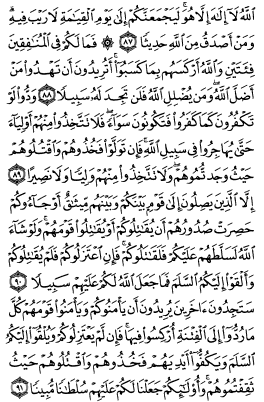 ٱللَّهُ لَآ إِلَٰهَ إِلَّا هُوَ ۚ لَيَجْمَعَنَّكُمْ إِلَىٰ يَوْمِ ٱلْقِيَٰمَةِ لَا رَيْبَ فِيهِ ۗ
وَمَنْ أَصْدَقُ مِنَ ٱللَّهِ حَدِيثًا ﴿٨٧﴾ ۞ فَمَا لَكُمْ فِى ٱلْمُنَٰفِقِينَ
فِئَتَيْنِ وَٱللَّهُ أَرْكَسَهُم بِمَا كَسَبُوٓا۟ ۚ أَتُرِيدُونَ أَن تَهْدُوا۟ مَنْ
أَضَلَّ ٱللَّهُ ۖ وَمَن يُضْلِلِ ٱللَّهُ فَلَن تَجِدَ لَهُۥ سَبِيلًا ﴿٨٨﴾ وَدُّوا۟ لَوْ
تَكْفُرُونَ كَمَا كَفَرُوا۟ فَتَكُونُونَ سَوَآءً ۖ فَلَا تَتَّخِذُوا۟ مِنْهُمْ أَوْلِيَآءَ
حَتَّىٰ يُهَاجِرُوا۟ فِى سَبِيلِ ٱللَّهِ ۚ فَإِن تَوَلَّوْا۟ فَخُذُوهُمْ وَٱقْتُلُوهُمْ
حَيْثُ وَجَدتُّمُوهُمْ ۖ وَلَا تَتَّخِذُوا۟ مِنْهُمْ وَلِيًّا وَلَا نَصِيرًا ﴿٨٩﴾
إِلَّا ٱلَّذِينَ يَصِلُونَ إِلَىٰ قَوْمٍۭ بَيْنَكُمْ وَبَيْنَهُم مِّيثَٰقٌ أَوْ جَآءُوكُمْ
حَصِرَتْ صُدُورُهُمْ أَن يُقَٰتِلُوكُمْ أَوْ يُقَٰتِلُوا۟ قَوْمَهُمْ ۚ وَلَوْ شَآءَ
ٱللَّهُ لَسَلَّطَهُمْ عَلَيْكُمْ فَلَقَٰتَلُوكُمْ ۚ فَإِنِ ٱعْتَزَلُوكُمْ فَلَمْ يُقَٰتِلُوكُمْ
وَأَلْقَوْا۟ إِلَيْكُمُ ٱلسَّلَمَ فَمَا جَعَلَ ٱللَّهُ لَكُمْ عَلَيْهِمْ سَبِيلًا ﴿٩٠﴾
سَتَجِدُونَ ءَاخَرِينَ يُرِيدُونَ أَن يَأْمَنُوكُمْ وَيَأْمَنُوا۟ قَوْمَهُمْ كُلَّ
مَا رُدُّوٓا۟ إِلَى ٱلْفِتْنَةِ أُرْكِسُوا۟ فِيهَا ۚ فَإِن لَّمْ يَعْتَزِلُوكُمْ وَيُلْقُوٓا۟ إِلَيْكُمُ
ٱلسَّلَمَ وَيَكُفُّوٓا۟ أَيْدِيَهُمْ فَخُذُوهُمْ وَٱقْتُلُوهُمْ حَيْثُ
ثَقِفْتُمُوهُمْ ۚ وَأُو۟لَٰٓئِكُمْ جَعَلْنَا لَكُمْ عَلَيْهِمْ سُلْطَٰنًا مُّبِينًا ﴿٩١﴾